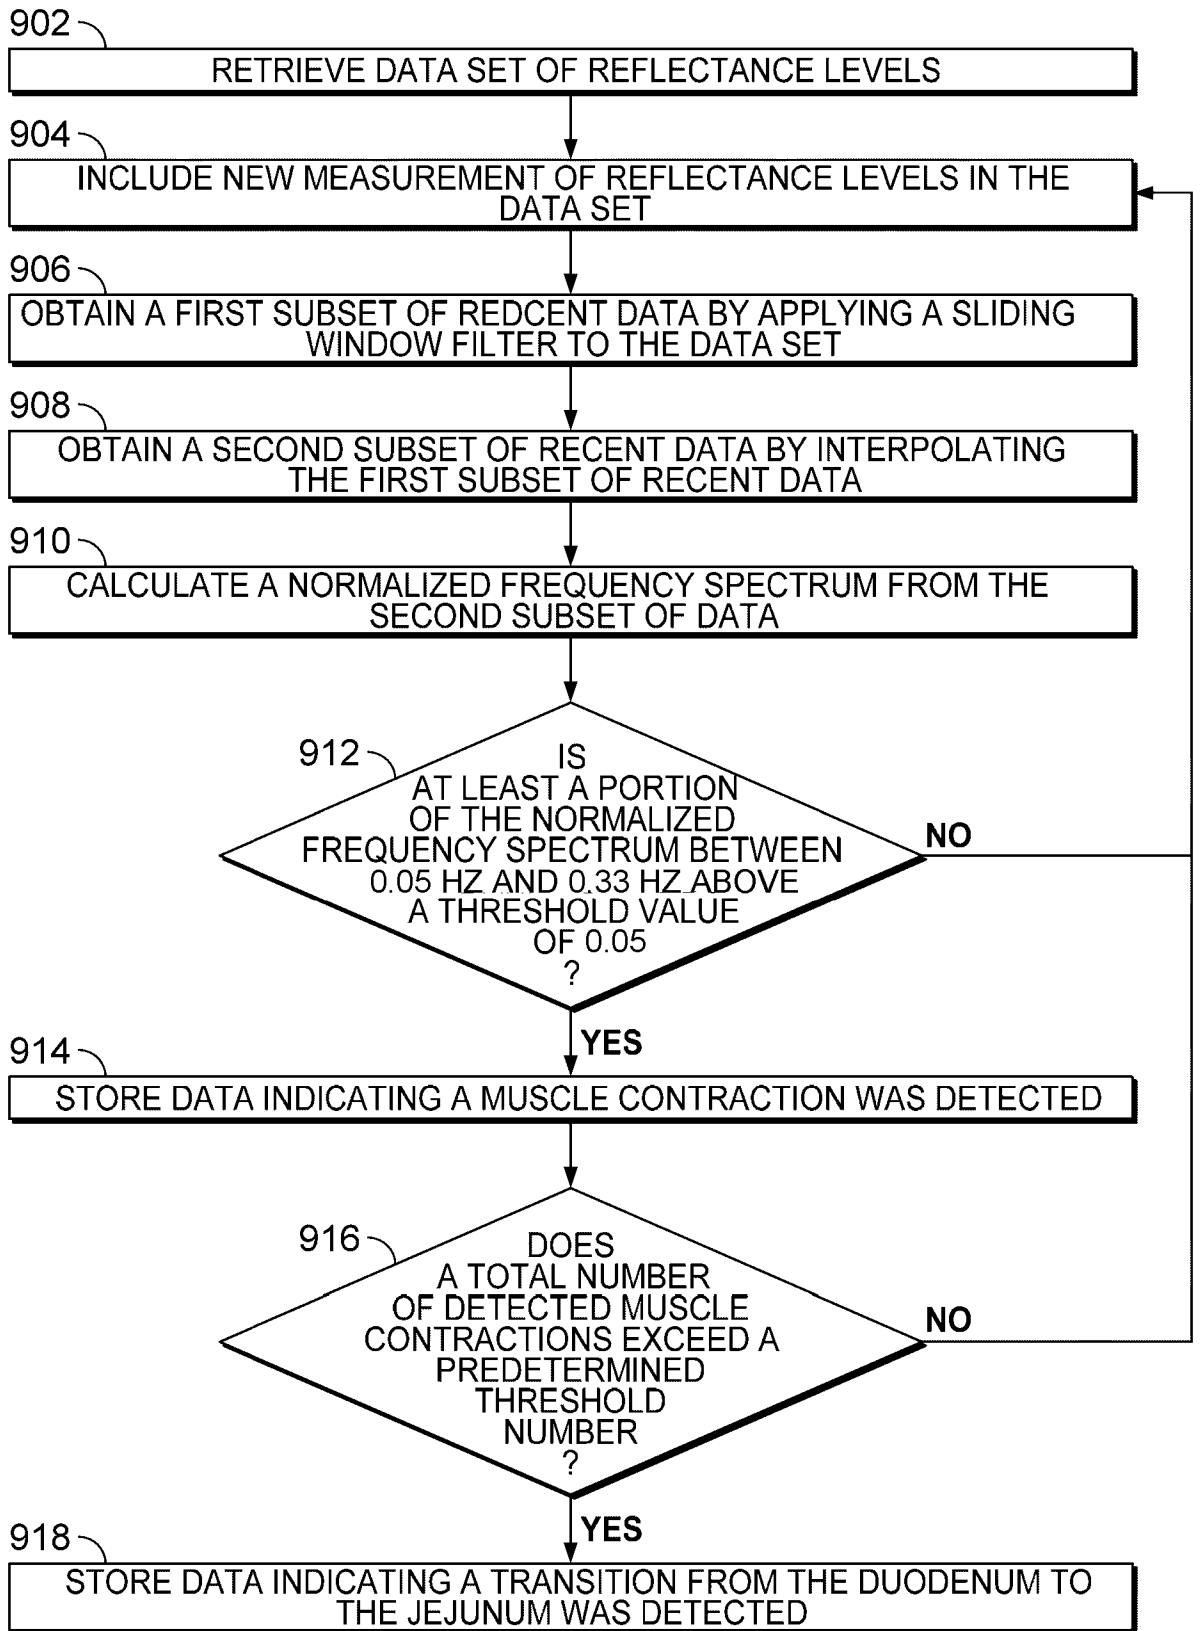 902
RETRIEVE DATA SET OF REFLECTANCE LEVELS
904
INCLUDE NEW MEASUREMENT OF REFLECTANCE LEVELS IN THE
DATA SET
906
OBTAIN A FIRST SUBSET OF REDCENT DATA BY APPLYING A SLIDING
WINDOW FILTER TO THE DATA SET
908
OBTAIN A SECOND SUBSET OF RECENT DATA BY INTERPOLATING
THE FIRST SUBSET OF RECENT DATA
910
CALCULATE A NORMALIZED FREQUENCY SPECTRUM FROM THE
SECOND SUBSET OF DATA
912
IS
AT LEAST A PORTION
OF THE NORMALIZED
FREQUENCY SPECTRUM BETWEEN
0.05 HZ AND 0.33 HZ ABOVE
A THRESHOLD VALUE
OF 0.05
?
NO
YES
914
STORE DATA INDICATING A MUSCLE CONTRACTION WAS DETECTED
916
DOES
A TOTAL NUMBER
OF DETECTED MUSCLE
CONTRACTIONS EXCEED A
PREDETERMINED
THRESHOLD
NUMBER
?
NO
YES
918
STORE DATA INDICATING A TRANSITION FROM THE DUODENUM TO
THE JEJUNUM WAS DETECTED